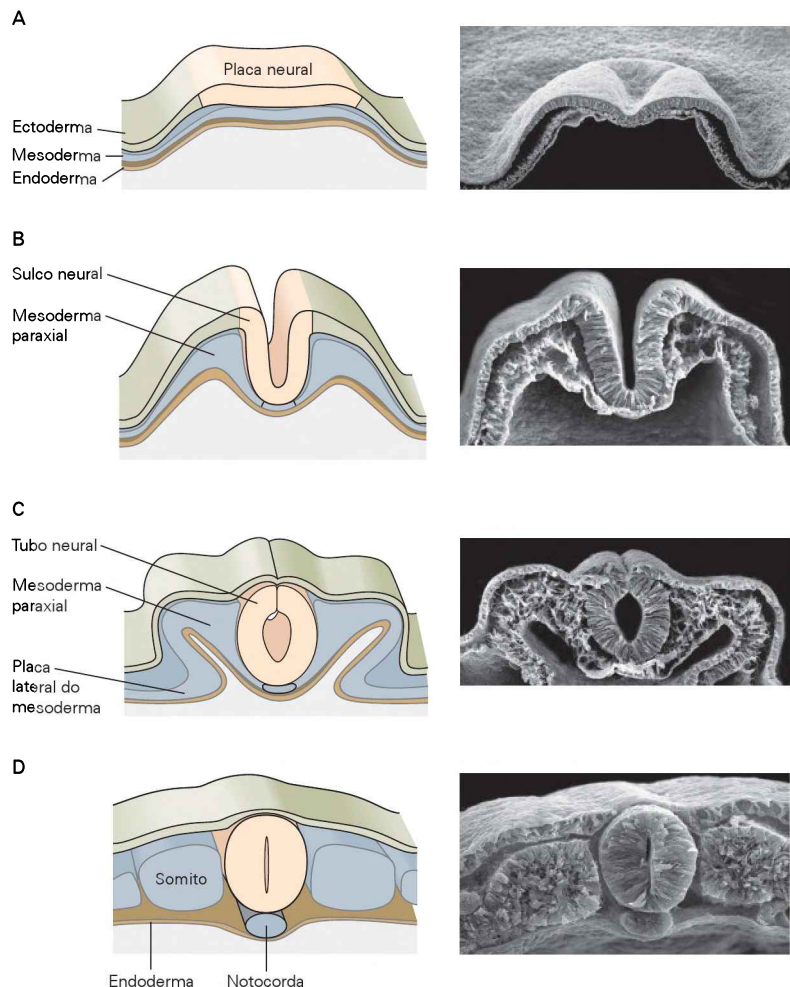 A
Placa neural
Ectoderma
Mesoderma
Endoderma
B
Sulco neural
Mesoderma
paraxial
C
Tubo neural
Mesoderma
paraxial
Placa
lateral do
mesoderma
D
Somito
Endoderma
Notocorda